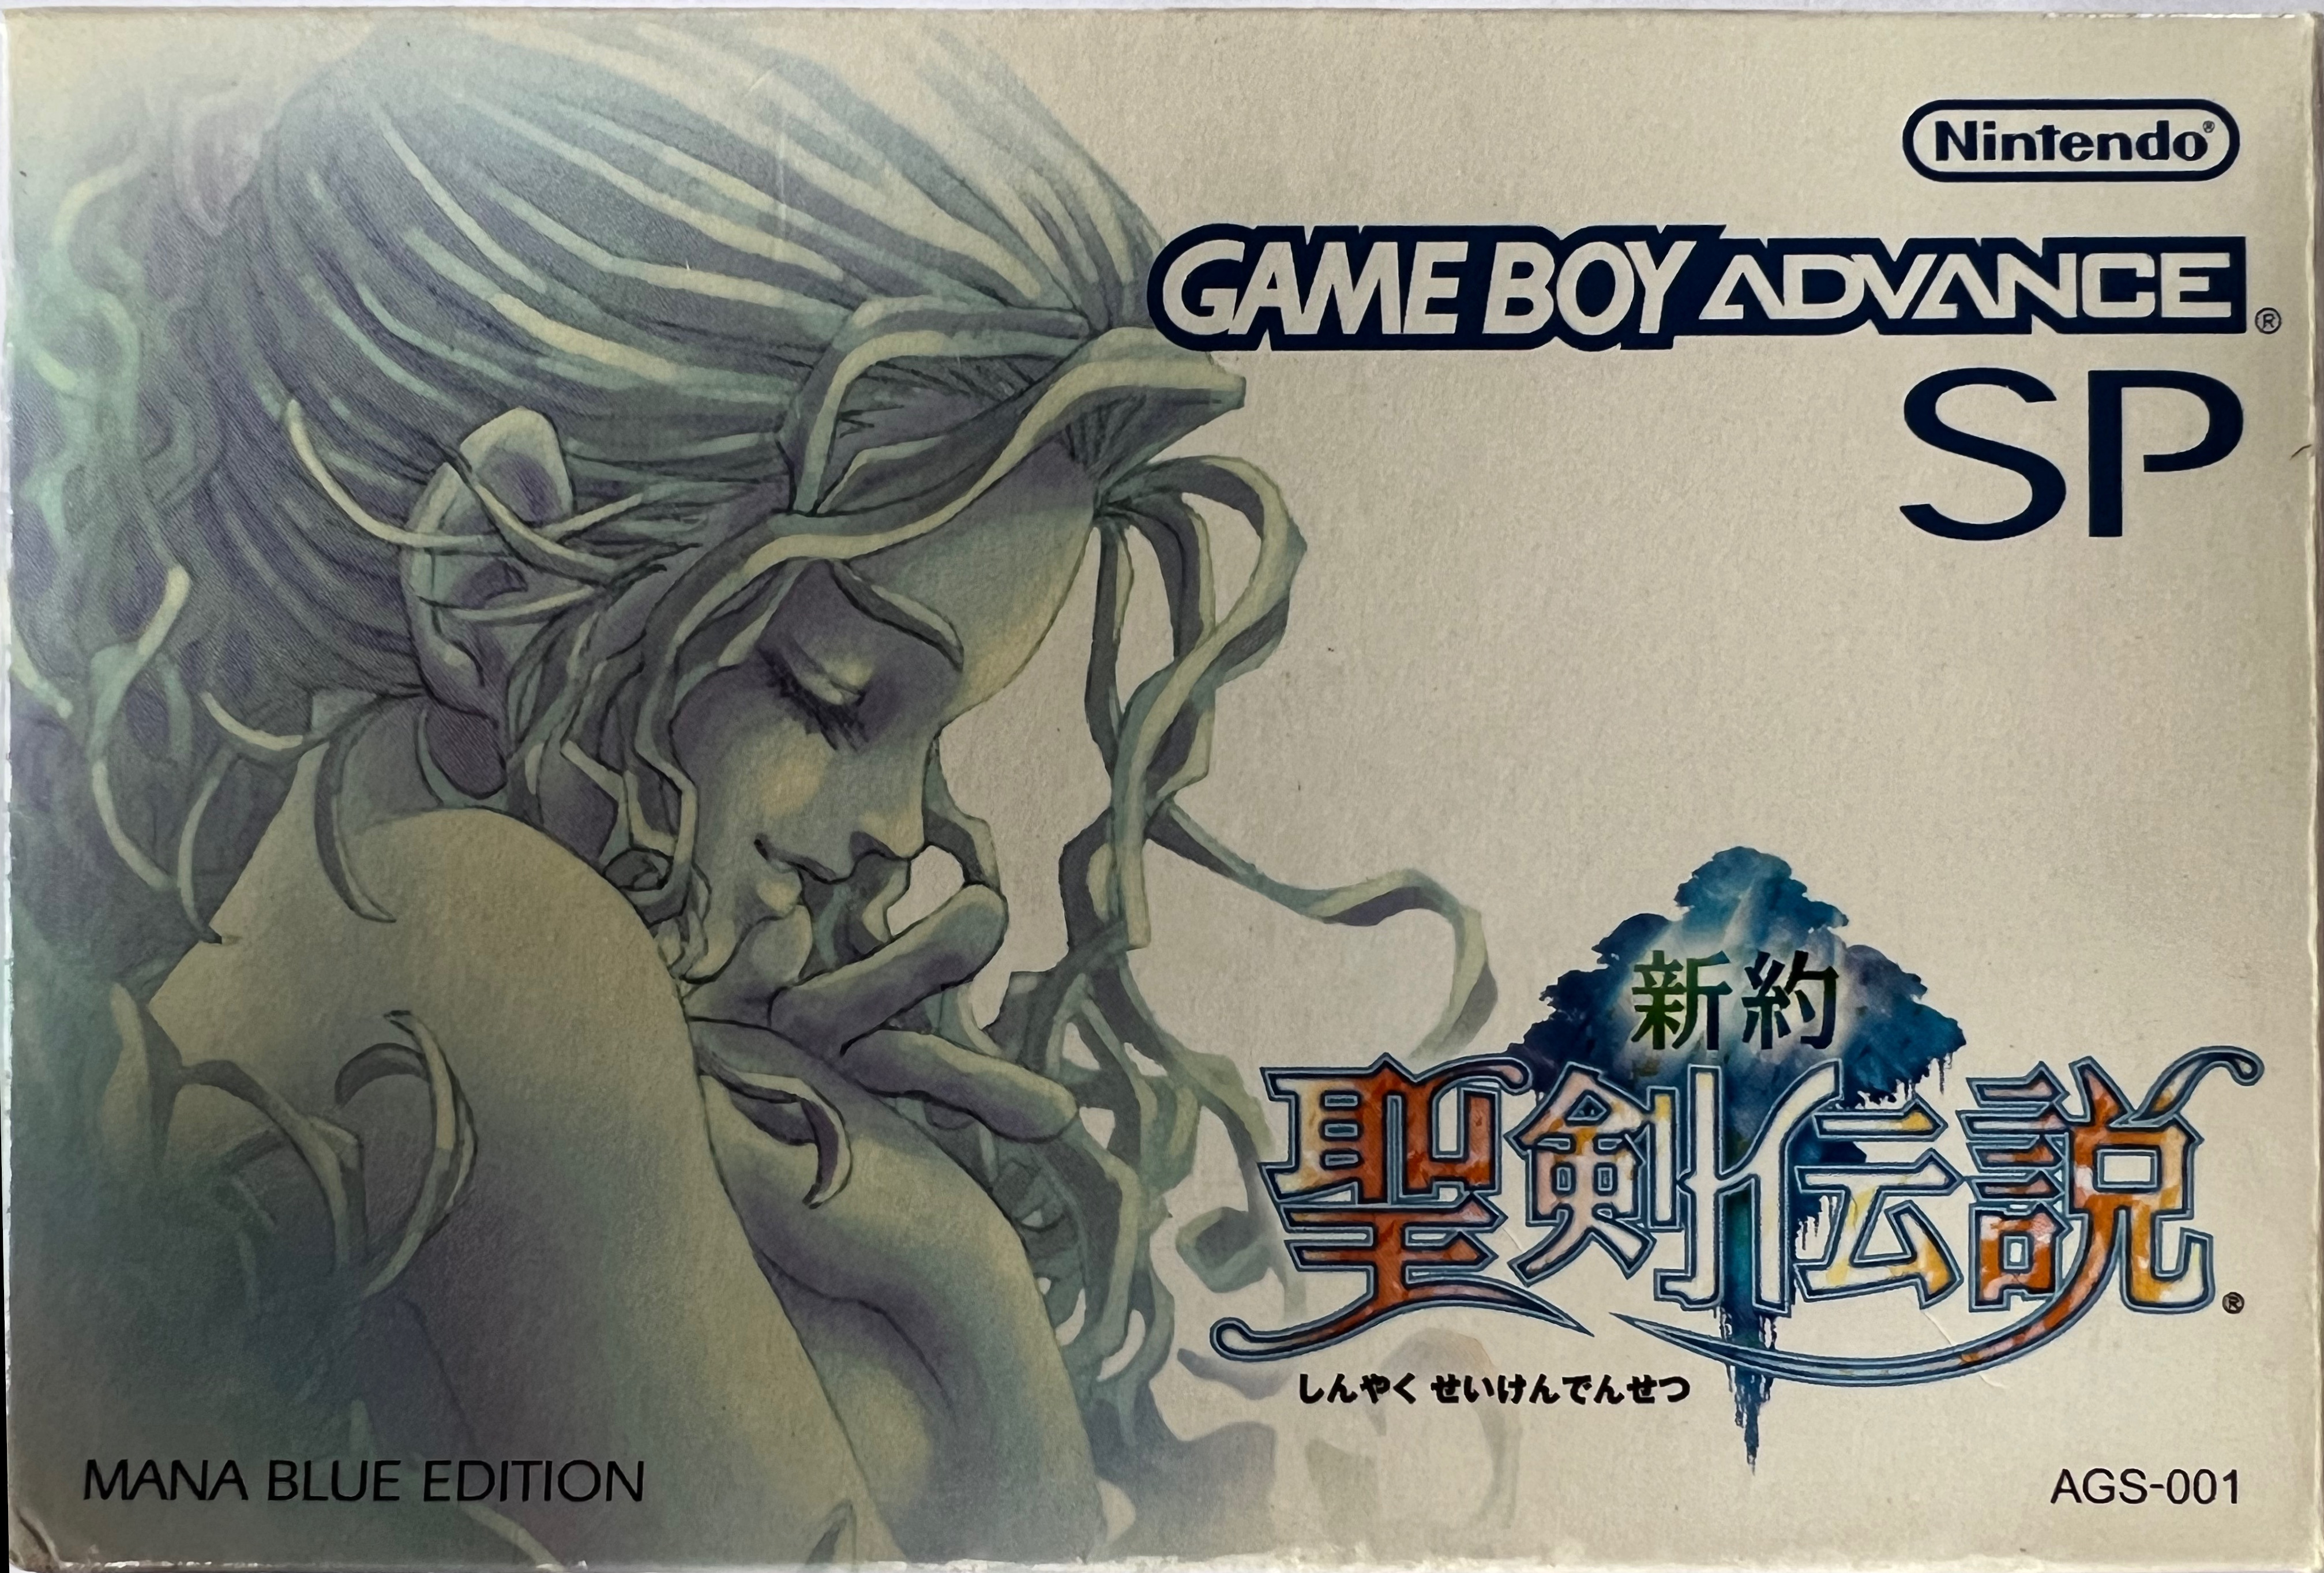 Nintendo®
GAME BOY ADVANCE®
SP
新約
聖剣伝説®
しんやく せいけんでんせつ
MANA BLUE EDITION
AGS-001